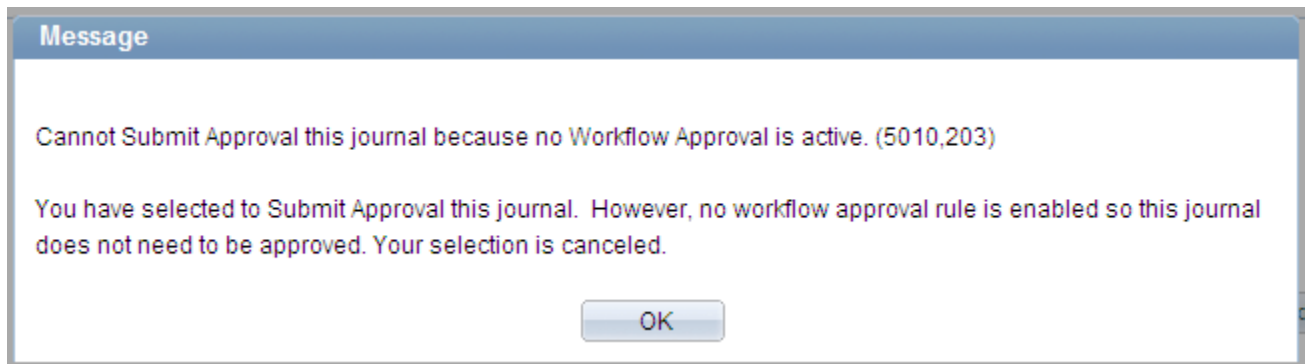 Message
Cannot Submit Approval this journal because no Workflow Approval is active. (5010,203)
You have selected to Submit Approval this journal.  However, no workflow approval rule is enabled so this journal
does not need to be approved. Your selection is canceled.
OK